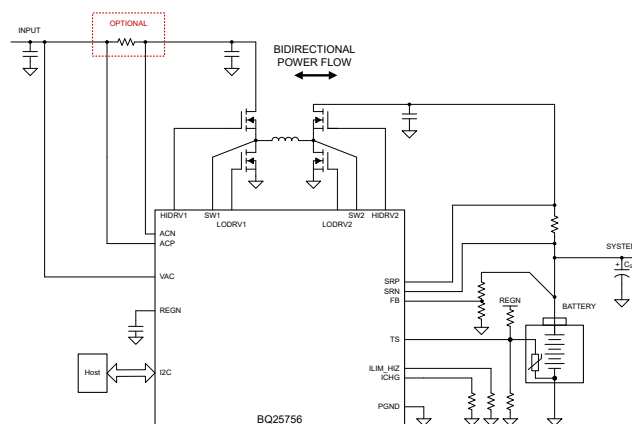 INPUT
OPTIONAL
BIDIRECTIONAL
POWER FLOW
HIDRV1
SW1
LODRV1
LODRV2
SW2
HIDRV2
ACN
ACP
VAC
REGN
Host
I2C
SRP
SRN
FB
TS
ILIM_HIZ
ICHG
PGND
REGN
BATTERY
+
BQ25756